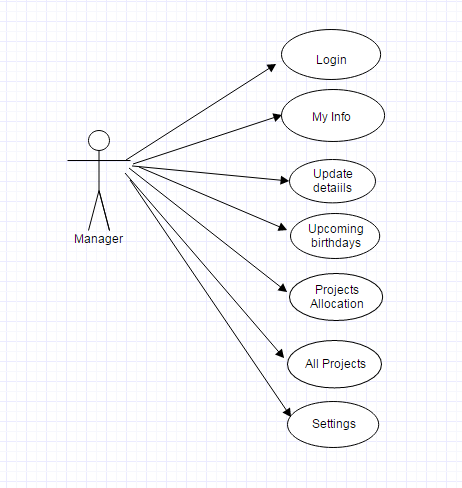 Login
My Info
Update
detaiils
Upcoming
birthdays
Manager
Projects
Allocation
All Projects
Settings